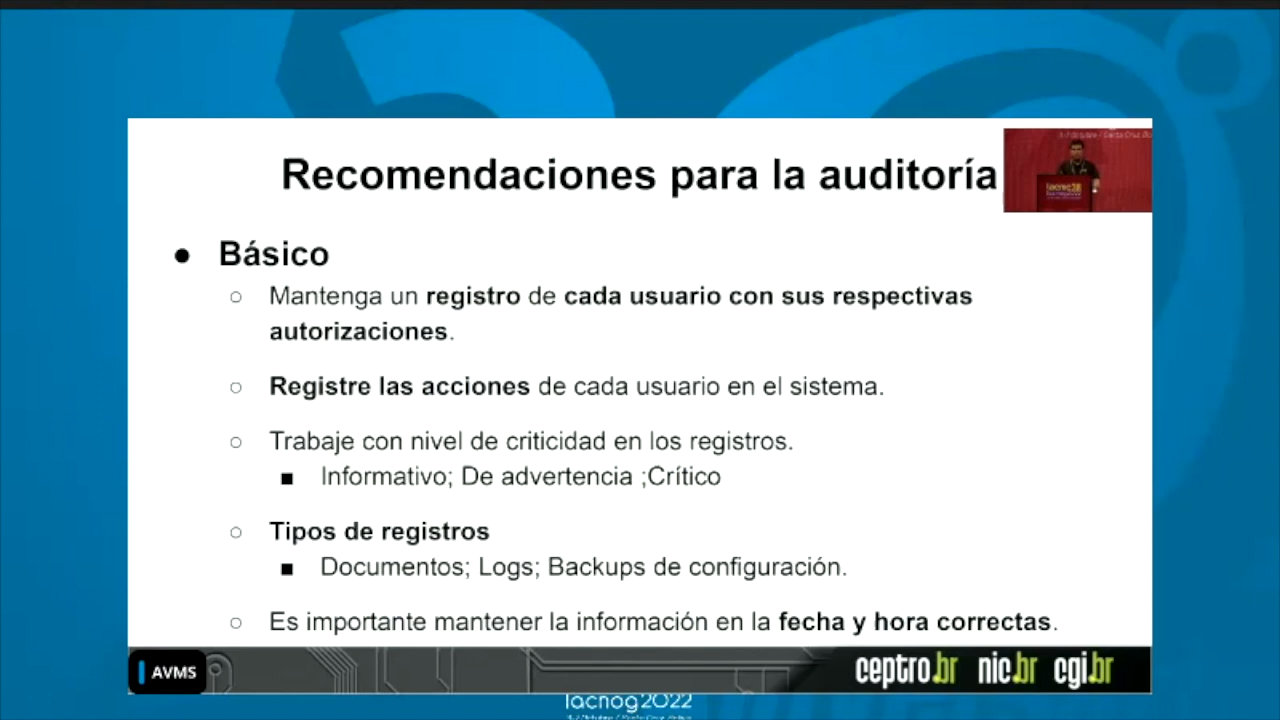 Recomendaciones para la auditoría
● Básico
○ Mantenga un registro de cada usuario con sus respectivas
autorizaciones.
○ Registre las acciones de cada usuario en el sistema.
○ Trabaje con nivel de criticidad en los registros.
■ Informativo; De advertencia ;Crítico
○ Tipos de registros
■ Documentos; Logs; Backups de configuración.
○ Es importante mantener la información en la fecha y hora correctas.
AVMS
ceptro.br nic.br cgi.br
lacnog2022